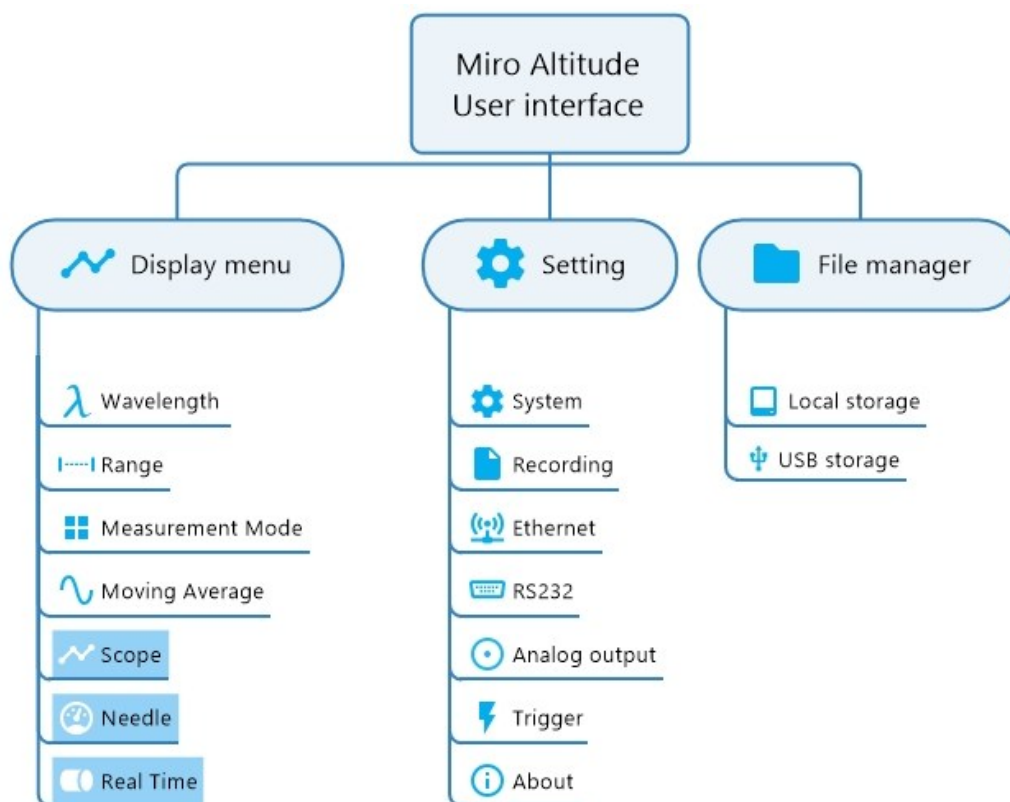 Miro Altitude
User interface
Display menu
Setting
File manager
λ Wavelength
Range
Measurement Mode
Moving Average
Scope
Needle
Real Time
System
Recording
Ethernet
RS232
Analog output
Trigger
About
Local storage
USB storage